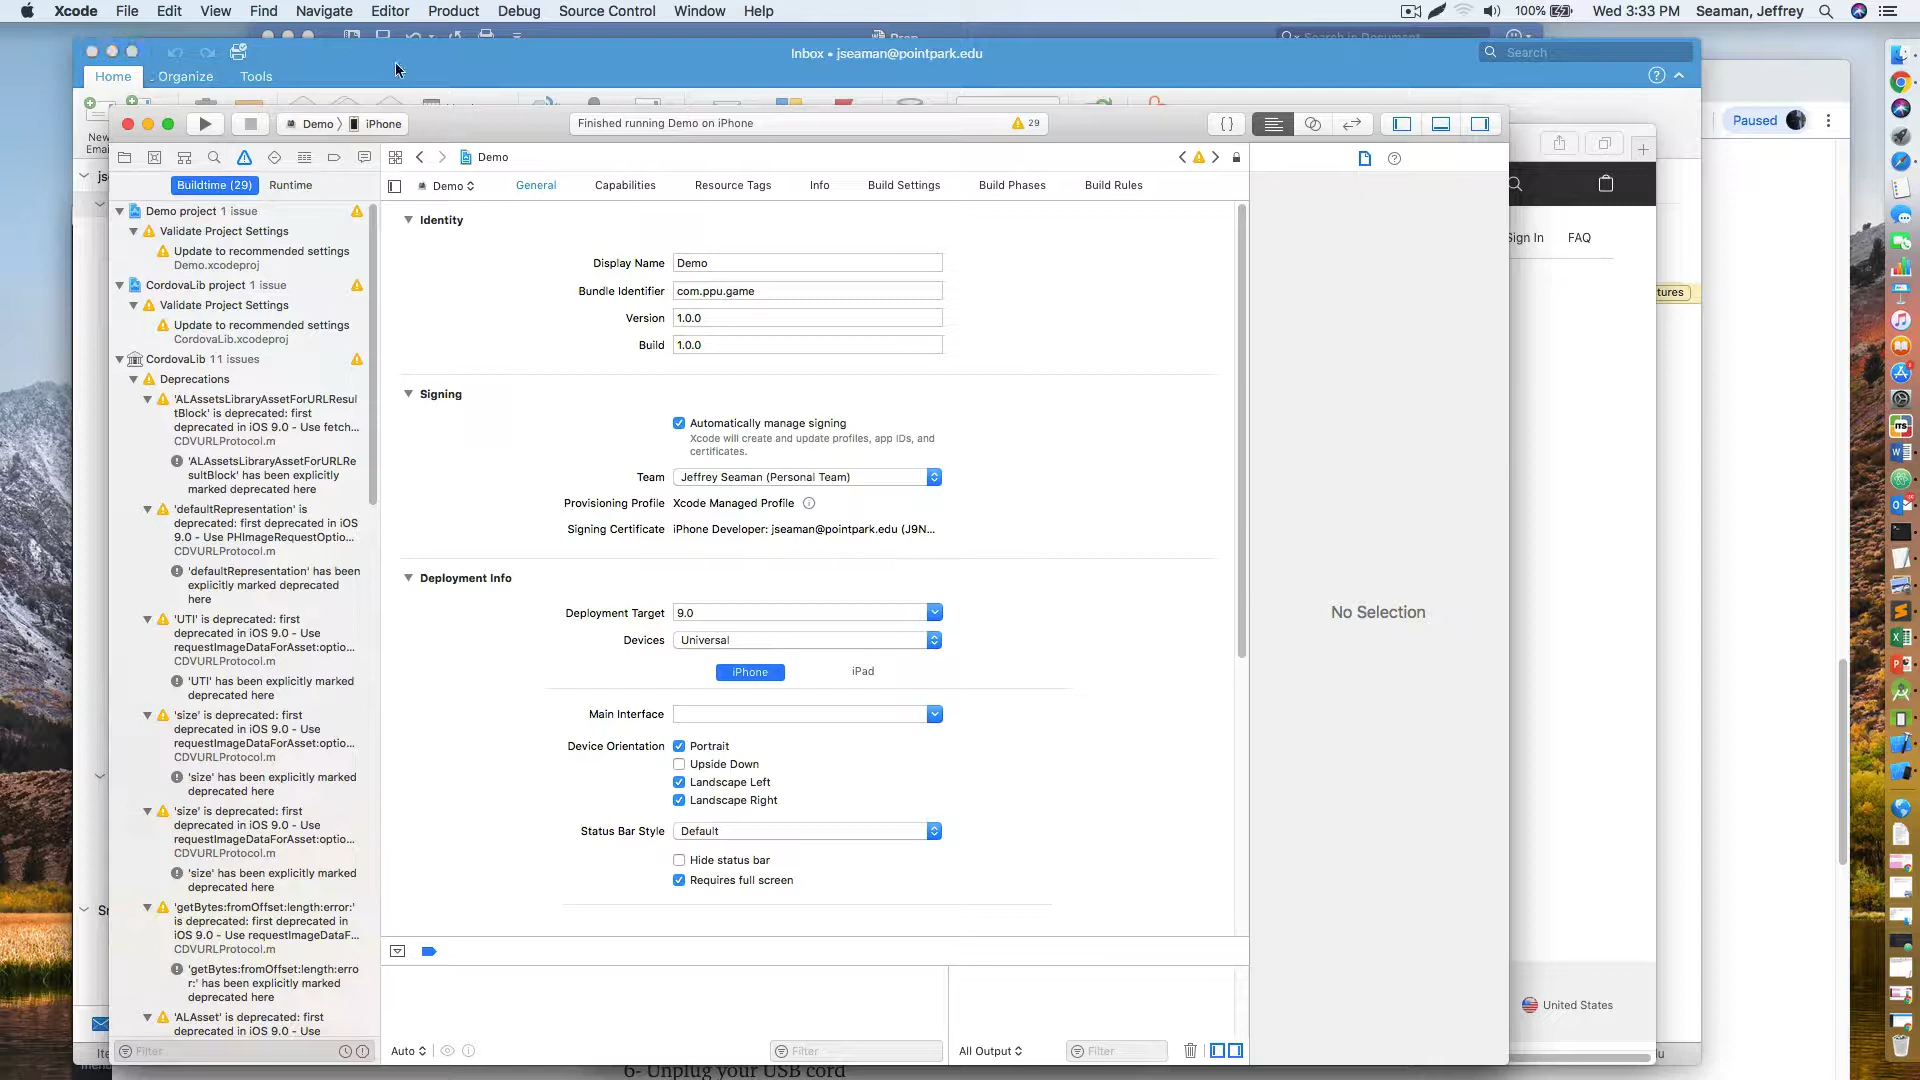 Xcode File Edit View Find Navigate Editor Product Debug Source Control Window Help 100% Wed 3:33 PM Seaman, Jeffrey
Search in Document
Inbox • jseaman@pointpark.edu Search
Home Organize Tools
New
Emai
Demo iPhone Finished running Demo on iPhone 29 Paused
Demo
Buildtime (29) Runtime Demo General Capabilities Resource Tags Info Build Settings Build Phases Build Rules
Demo project 1 issue
Validate Project Settings
Update to recommended settings
Demo.xcodeproj
CordovaLib project 1 issue
Validate Project Settings
Update to recommended settings
CordovaLib.xcodeproj
CordovaLib 11 issues
Deprecations
'ALAssetsLibraryAssetForURLResul
tBlock' is deprecated: first
deprecated in iOS 9.0 - Use fetch...
CDVURLProtocol.m
'ALAssetsLibraryAssetForURLRe
sultBlock' has been explicitly
marked deprecated here
'defaultRepresentation' is
deprecated: first deprecated in iOS
9.0 - Use PHImageRequestOptio...
CDVURLProtocol.m
'defaultRepresentation' has been
explicitly marked deprecated
here
'UTI' is deprecated: first
deprecated in iOS 9.0 - Use
requestImageDataForAsset:optio...
CDVURLProtocol.m
'UTI' has been explicitly marked
deprecated here
'size' is deprecated: first
deprecated in iOS 9.0 - Use
requestImageDataForAsset:optio...
CDVURLProtocol.m
'size' has been explicitly marked
deprecated here
'size' is deprecated: first
deprecated in iOS 9.0 - Use
requestImageDataForAsset:optio...
CDVURLProtocol.m
'size' has been explicitly marked
deprecated here
'getBytes:fromOffset:length:error:'
is deprecated: first deprecated in
iOS 9.0 - Use requestImageDataF...
CDVURLProtocol.m
'getBytes:fromOffset:length:erro
r:' has been explicitly marked
deprecated here
'ALAsset' is deprecated: first
deprecated in iOS 9.0 - Use
Filter
Identity
Display Name Demo
Bundle Identifier com.ppu.game
Version 1.0.0
Build 1.0.0
Signing
Automatically manage signing
Xcode will create and update profiles, app IDs, and
certificates.
Team Jeffrey Seaman (Personal Team)
Provisioning Profile Xcode Managed Profile
Signing Certificate iPhone Developer: jseaman@pointpark.edu (J9N...
Deployment Info
Deployment Target 9.0
Devices Universal
iPhone iPad
Main Interface
Device Orientation Portrait
Upside Down
Landscape Left
Landscape Right
Status Bar Style Default
Hide status bar
Requires full screen
Auto Filter All Output Filter
No Selection
Sign In FAQ
tures
United States
6- Unplug your USB cord